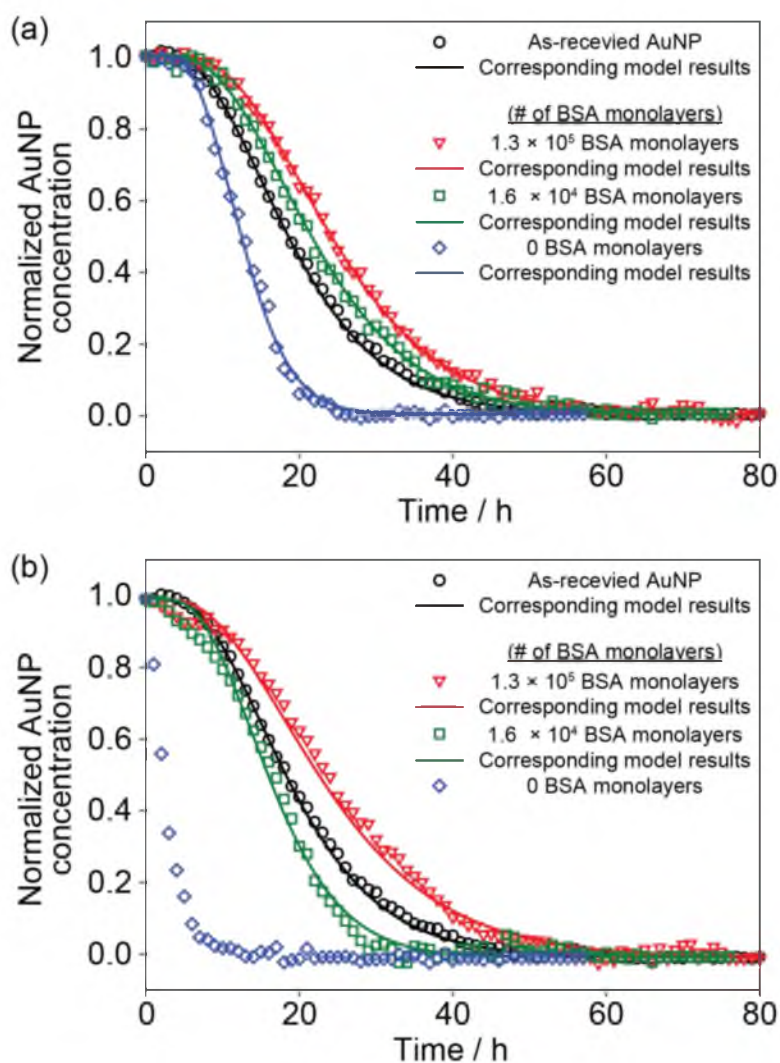 (a)
1.0
0.8
0.6
0.4
0.2
0.0
Normalized AuNP
concentration
As-recevied AuNP
Corresponding model results
(# of BSA monolayers)
1.3 × 10⁵ BSA monolayers
Corresponding model results
1.6 × 10⁴ BSA monolayers
Corresponding model results
0 BSA monolayers
Corresponding model results
0 20 40 60 80
Time / h
(b)
1.0
0.8
0.6
0.4
0.2
0.0
Normalized AuNP
concentration
As-recevied AuNP
Corresponding model results
(# of BSA monolayers)
1.3 × 10⁵ BSA monolayers
Corresponding model results
1.6 × 10⁴ BSA monolayers
Corresponding model results
0 BSA monolayers
0 20 40 60 80
Time / h